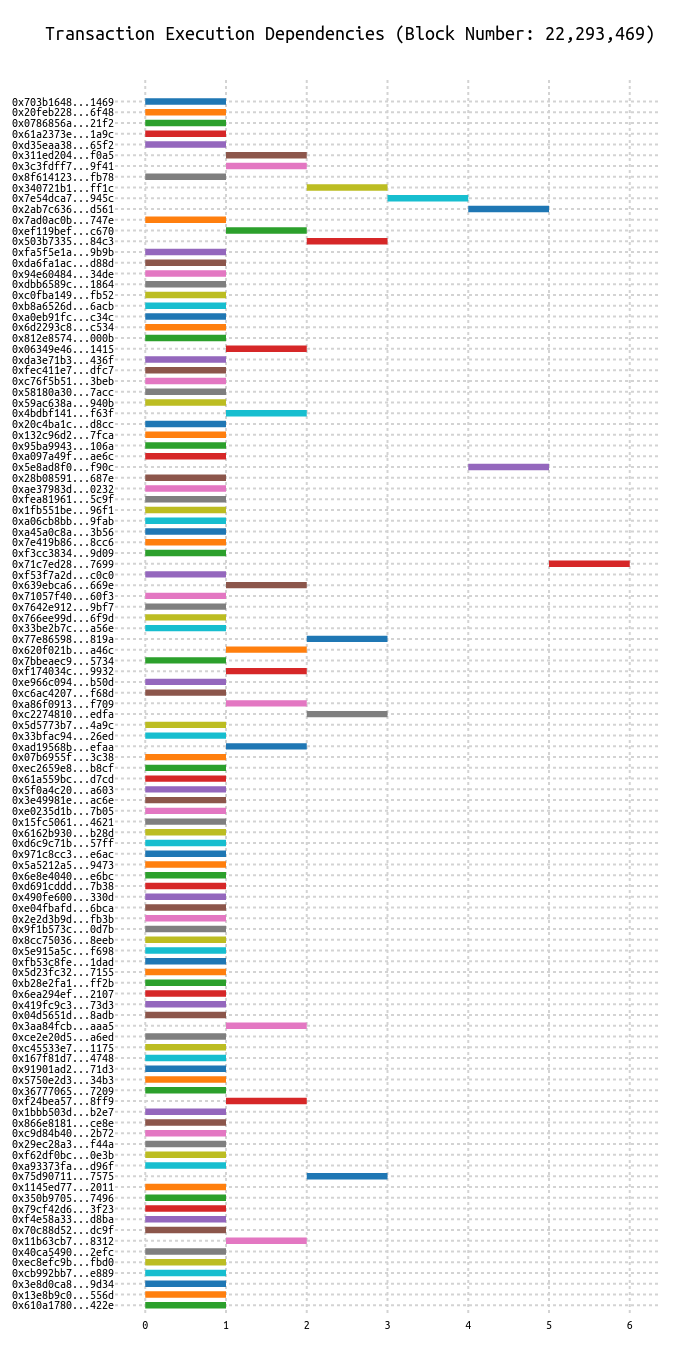 Transaction Execution Dependencies (Block Number: 22,293,469)
0x703b1648...1469
0x20feb228...6f48
0x0786856a...21f2
0x61a2373e...1a9c
0xd35eaa38...65f2
0x311ed204...f0a5
0x3c3fdff7...9f41
0x8f614123...fb78
0x340721b1...ff1c
0x7e54dca7...945c
0x2ab7c636...d561
0x7ad0ac0b...747e
0xef119bef...c670
0x503b7335...84c3
0xfa5f5e1a...9b9b
0xda6fa1ac...d88d
0x94e60484...34de
0xdbb6589c...1864
0xc0fba149...fb52
0xb8a6526d...6acb
0xa0eb91fc...c34c
0x6d2293c8...c534
0x812e8574...000b
0x06349e46...1415
0xda3e71b3...436f
0xfec411e7...dfc7
0xc76f5b51...3beb
0x58180a30...7acc
0x59ac638a...940b
0x4bdbf141...f63f
0x20c4ba1c...d8cc
0x132c96d2...7fca
0x95ba9943...106a
0xa097a49f...ae6c
0x5e8ad8f0...f90c
0x28b08591...687e
0xae37983d...0232
0xfea81961...5c9f
0x1fb551be...96f1
0xa06cb8bb...9fab
0xa45a0c8a...3b56
0x7e419b86...8cc6
0xf3cc3834...9d09
0x71c7ed28...7699
0xf53f7a2d...c0c0
0x639ebca6...669e
0x71057f40...60f3
0x7642e912...9bf7
0x766ee99d...6f9d
0x33be2b7c...a56e
0x77e86598...819a
0x620f021b...a46c
0x7bbeaec9...5734
0xf174034c...9932
0xe966c094...b50d
0xc6ac4207...f68d
0xa86f0913...f709
0xc2274810...edfa
0x5d5773b7...4a9c
0x33bfac94...26ed
0xad19568b...efaa
0x07b6955f...3c38
0xec2659e8...b8cf
0x61a559bc...d7cd
0x5f0a4c20...a603
0x3e49981e...ac6e
0xe0235d1b...7b05
0x15fc5061...4621
0x6162b930...b28d
0xd6c9c71b...57ff
0x971c8cc3...e6ac
0x5a5212a5...9473
0x6e8e4040...e6bc
0xd691cddd...7b38
0x490fe600...330d
0xe04fbafd...6bca
0x2e2d3b9d...fb3b
0x9f1b573c...0d7b
0x8cc75036...8eeb
0x5e915a5c...f698
0xfb53c8fe...1dad
0x5d23fc32...7155
0xb28e2fa1...ff2b
0x6ea294ef...2107
0x419fc9c3...73d3
0x04d5651d...8adb
0x3aa84fcb...aaa5
0xce2e20d5...a6ed
0xc45533e7...1175
0x167f81d7...4748
0x91901ad2...71d3
0x5750e2d3...34b3
0x36777065...7209
0xf24bea57...8ff9
0x1bbb503d...b2e7
0x866e8181...ce8e
0xc9d84b40...2b72
0x29ec28a3...f44a
0xf62df0bc...0e3b
0xa93373fa...d96f
0x75d90711...7575
0x1145ed77...2011
0x350b9705...7496
0x79cf42d6...3f23
0xf4e58a33...d8ba
0x70c88d52...dc9f
0x11b63cb7...8312
0x40ca5490...2efc
0xec8efc9b...fbd0
0xcb992bb7...e889
0x3e8d0ca8...9d34
0x13e8b9c0...556d
0x610a1780...422e
0 1 2 3 4 5 6